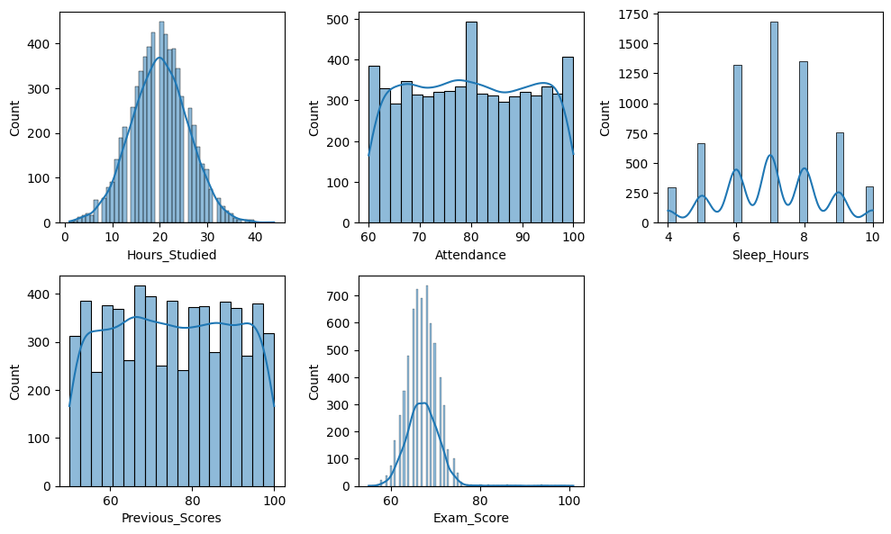 Count
400
300
200
100
0
0 10 20 30 40
Hours_Studied
Count
500
400
300
200
100
0
60 70 80 90 100
Attendance
Count
1750
1500
1250
1000
750
500
250
0
4 6 8 10
Sleep_Hours
Count
400
300
200
100
0
60 80 100
Previous_Scores
Count
700
600
500
400
300
200
100
0
60 80 100
Exam_Score